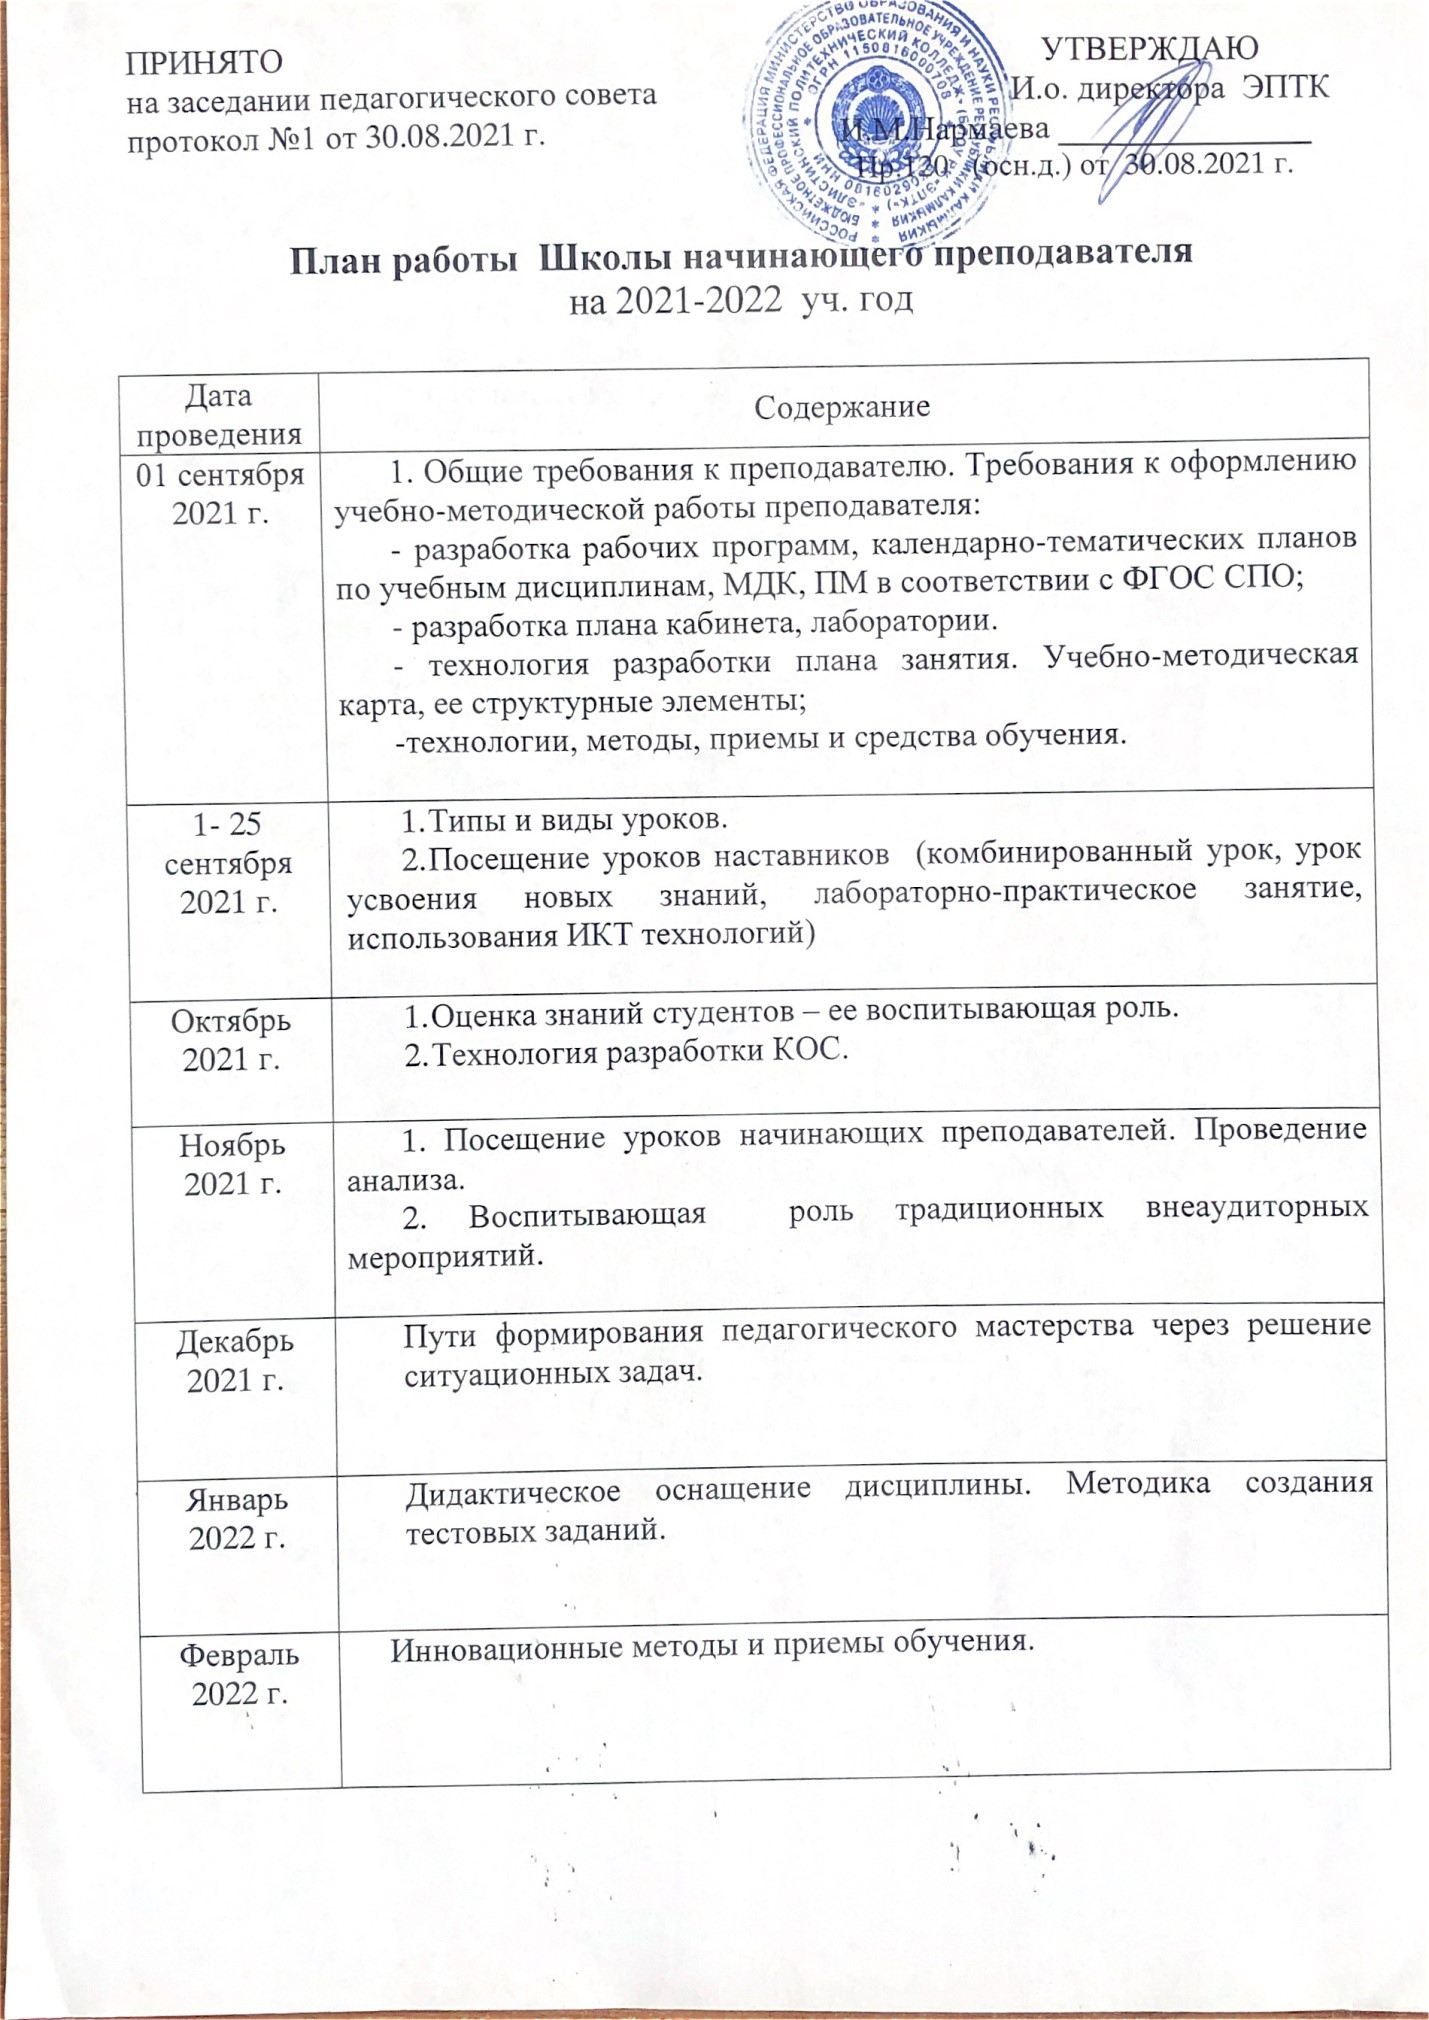 ПРИНЯТО
на заседании педагогического совета
протокол №1 от 30.08.2021 г.
УТВЕРЖДАЮ
И.о. директора ЭПТК
И.М.Нармаева ________________
Пр.120 (осн.д.) от 30.08.2021 г.
ОГРН 1150816000708
План работы Школы начинающего преподавателя
на 2021-2022 уч. год
Дата
проведения
Содержание
01 сентября
2021 г.
1. Общие требования к преподавателю. Требования к оформлению
учебно-методической работы преподавателя:
- разработка рабочих программ, календарно-тематических планов
по учебным дисциплинам, МДК, ПМ в соответствии с ФГОС СПО;
- разработка плана кабинета, лаборатории.
- технология разработки плана занятия. Учебно-методическая
карта, ее структурные элементы;
-технологии, методы, приемы и средства обучения.
1- 25
сентября
2021 г.
1.Типы и виды уроков.
2.Посещение уроков наставников (комбинированный урок, урок
усвоения новых знаний, лабораторно-практическое занятие,
использования ИКТ технологий)
Октябрь
2021 г.
1.Оценка знаний студентов – ее воспитывающая роль.
2.Технология разработки КОС.
Ноябрь
2021 г.
1. Посещение уроков начинающих преподавателей. Проведение
анализа.
2. Воспитывающая роль традиционных внеаудиторных
мероприятий.
Декабрь
2021 г.
Пути формирования педагогического мастерства через решение
ситуационных задач.
Январь
2022 г.
Дидактическое оснащение дисциплины. Методика создания
тестовых заданий.
Февраль
2022 г.
Инновационные методы и приемы обучения.